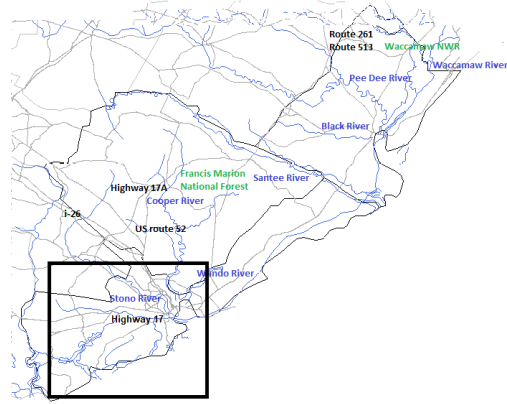 Route 261
Route 513
Waccamaw NWR
Waccamaw River
Pee Dee River
Black River
Francis Marion
National Forest
Santee River
Highway 17A
Cooper River
i-26
US route 52
Wando River
Stono River
Highway 17